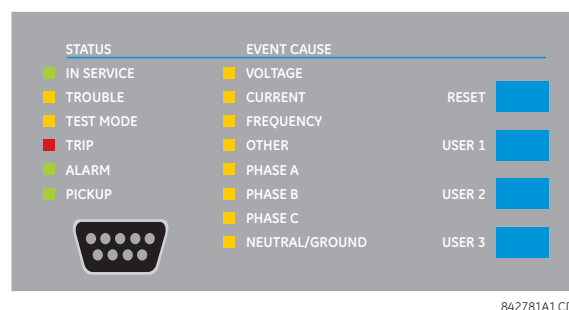 STATUS
IN SERVICE
TROUBLE
TEST MODE
TRIP
ALARM
PICKUP
EVENT CAUSE
VOLTAGE
CURRENT
FREQUENCY
OTHER
PHASE A
PHASE B
PHASE C
NEUTRAL/GROUND
RESET
USER 1
USER 2
USER 3